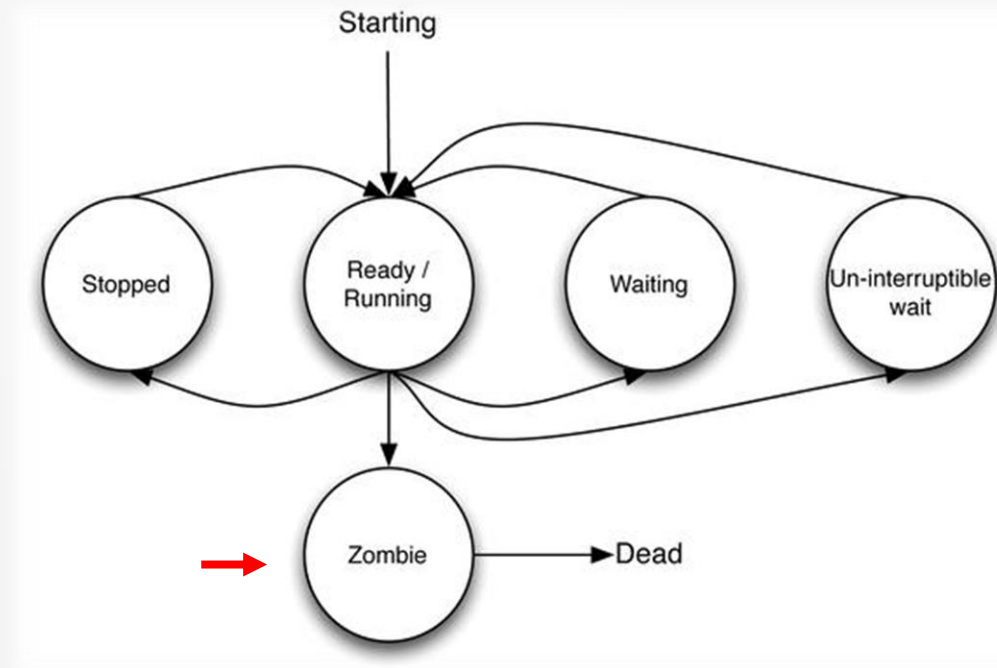 Starting
Stopped
Ready /
Running
Waiting
Un-interruptible
wait
Zombie
Dead